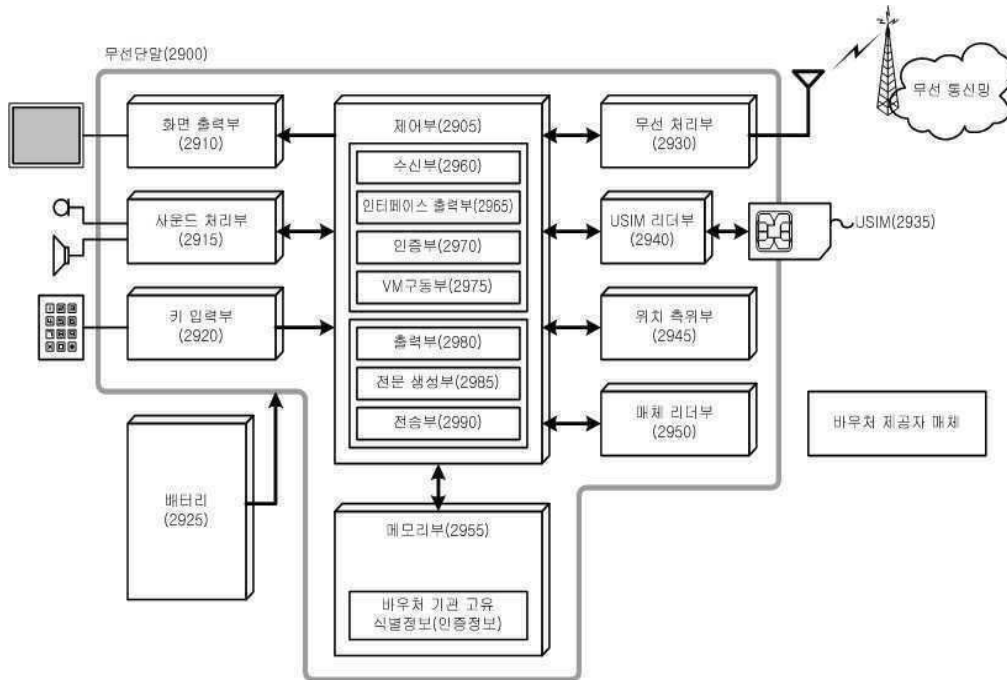 무선단말(2900)
무선 통신망
화면 출력부
(2910)
제어부(2905)
무선 처리부
(2930)
수신부(2960)
인터페이스 출력부(2965)
인증부(2970)
VM구동부(2975)
사운드 처리부
(2915)
USIM 리더부
(2940)
USIM(2935)
키 입력부
(2920)
출력부(2980)
전문 생성부(2985)
전송부(2990)
위치 측위부
(2945)
매체 리더부
(2950)
바우처 제공자 매체
배터리
(2925)
메모리부(2955)
바우처 기관 고유
식별정보(인증정보)